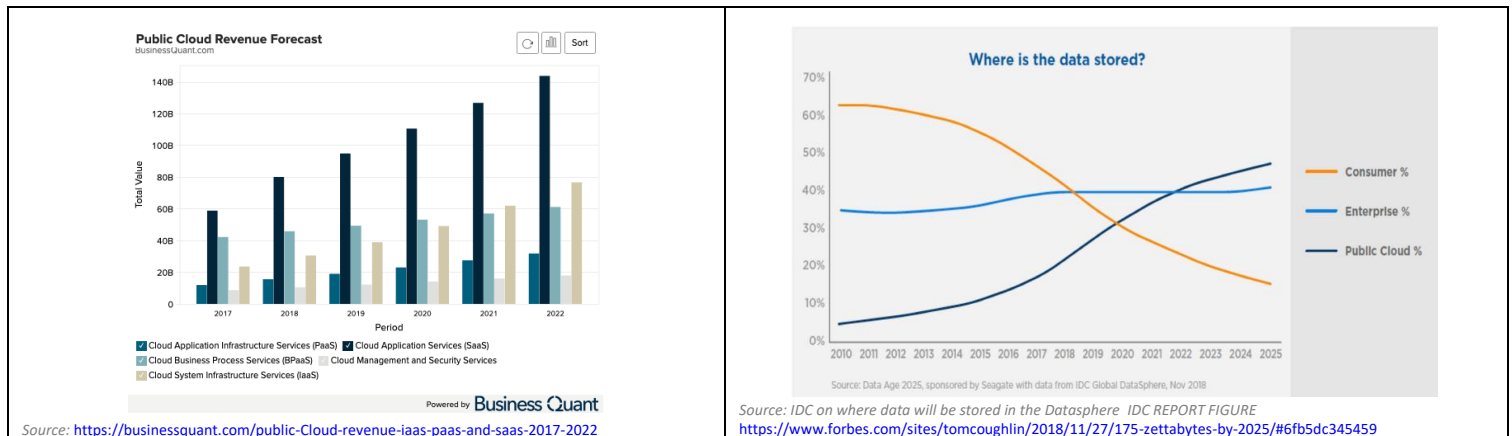 Public Cloud Revenue Forecast
BusinessQuant.com
Sort
140B
120B
100B
80B
60B
40B
20B
0
Total Value
2017 2018 2019 2020 2021 2022
Period
Cloud Application Infrastructure Services (PaaS) Cloud Application Services (SaaS)
Cloud Business Process Services (BPaaS) Cloud Management and Security Services
Cloud System Infrastructure Services (IaaS)
Powered by Business Quant
Source: https://businessquant.com/public-Cloud-revenue-iaas-paas-and-saas-2017-2022
Where is the data stored?
70%
60%
50%
40%
30%
20%
10%
0%
2010 2011 2012 2013 2014 2015 2016 2017 2018 2019 2020 2021 2022 2023 2024 2025
Consumer %
Enterprise %
Public Cloud %
Source: Data Age 2025, sponsored by Seagate with data from IDC Global DataSphere, Nov 2018
Source: IDC on where data will be stored in the Datasphere IDC REPORT FIGURE
https://www.forbes.com/sites/tomcoughlin/2018/11/27/175-zettabytes-by-2025/#6fb5dc345459